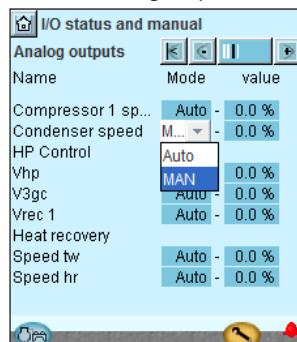 I/O status and manual
Analog outputs
Name Mode value
Compressor 1 sp... Auto - 0.0 %
Condenser speed M... - 0.0 %
HP Control Auto
Vhp MAN 0.0 %
V3gc Auto - 0.0 %
Vrec 1 Auto - 0.0 %
Heat recovery
Speed tw Auto - 0.0 %
Speed hr Auto - 0.0 %